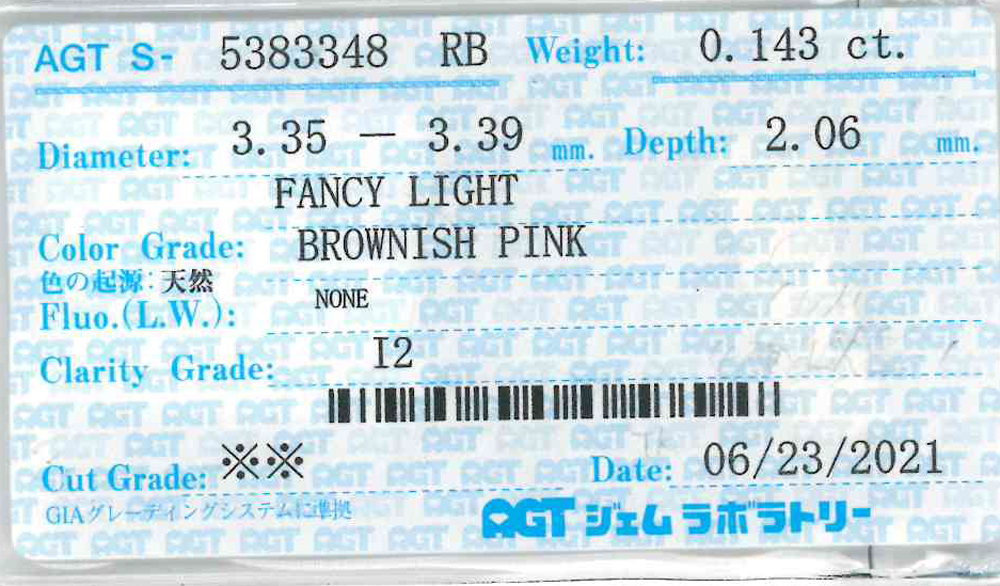 AGT S- 5383348 RB Weight: 0.143 ct.
Diameter: 3.35 — 3.39 mm. Depth: 2.06 mm.
FANCY LIGHT
Color Grade: BROWNISH PINK
色の起源:天然
Fluo.(L.W.): NONE
Clarity Grade: I2
Cut Grade: ※※ Date: 06/23/2021
GIAグレーディングシステムに準拠
AGT ジェムラボラトリー